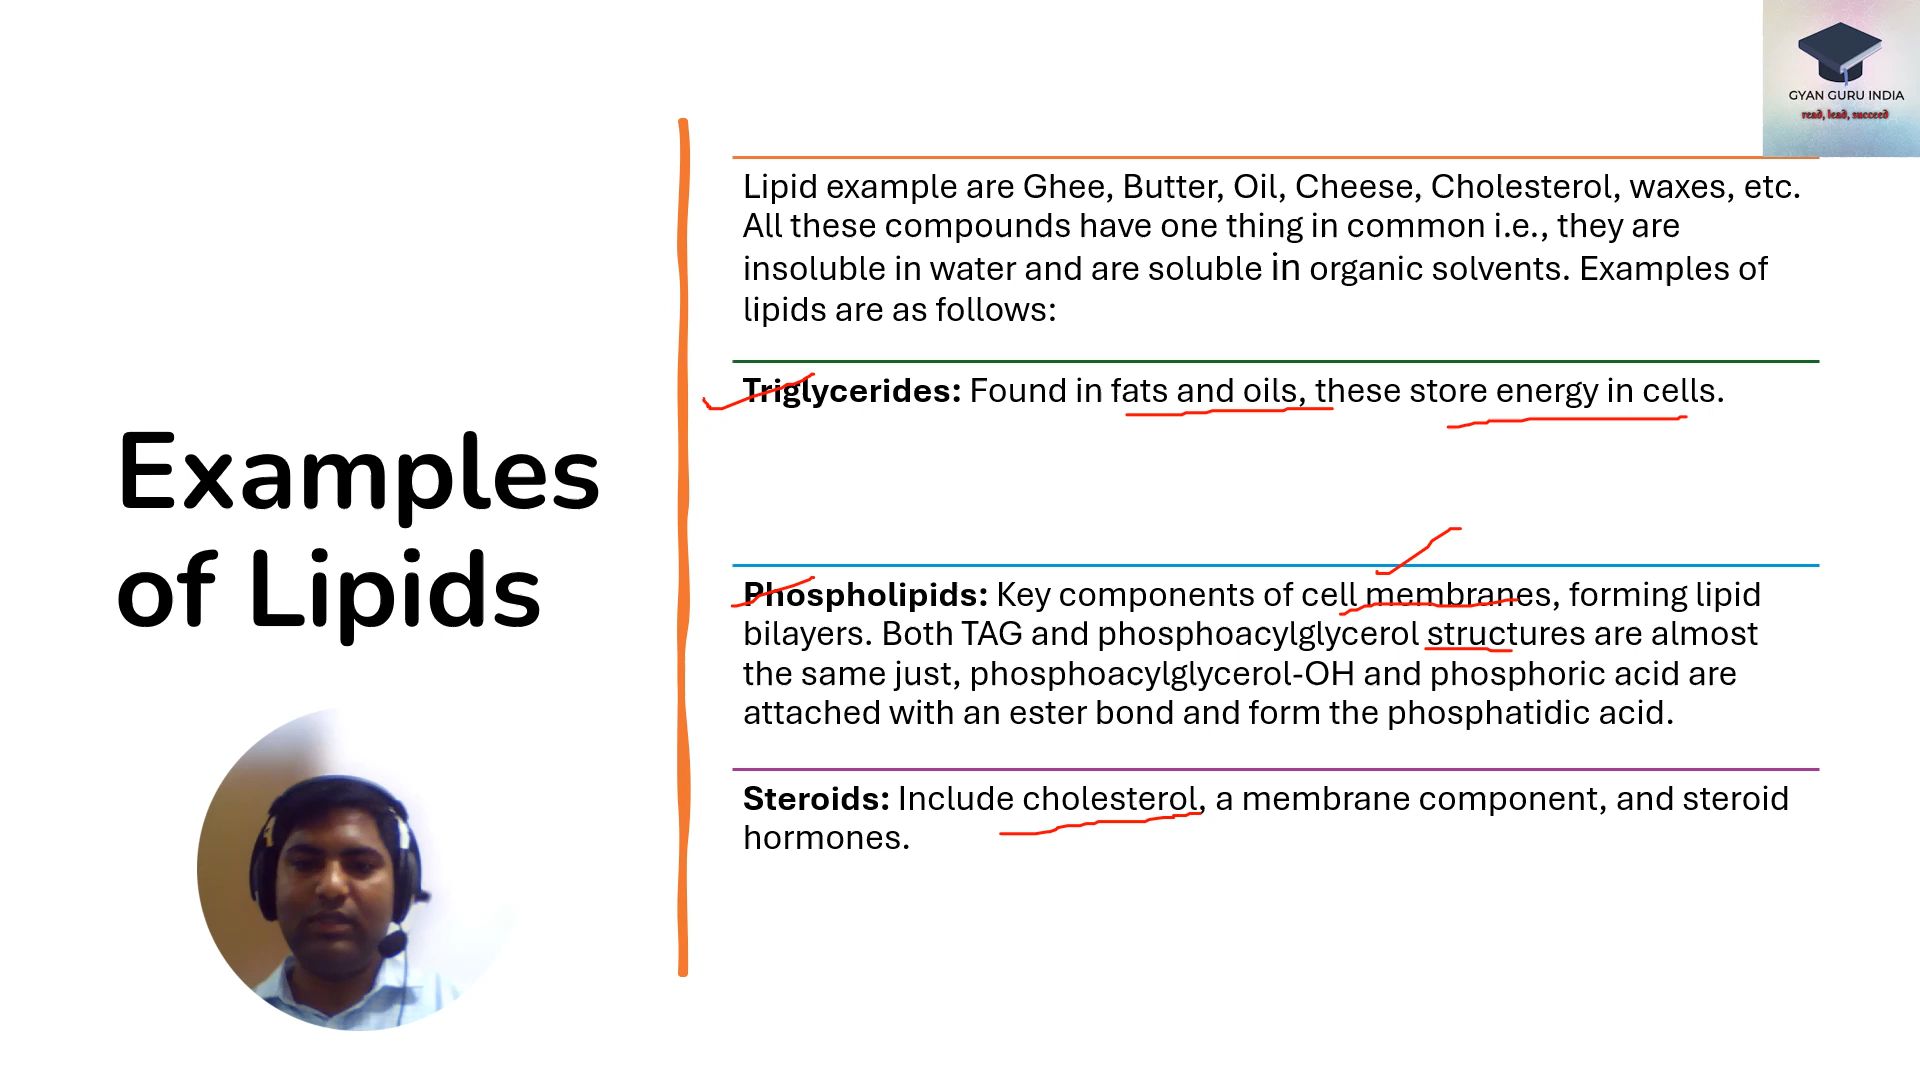 GYAN GURU INDIA
read, lead, succeed
Examples
of Lipids
Lipid example are Ghee, Butter, Oil, Cheese, Cholesterol, waxes, etc.
All these compounds have one thing in common i.e., they are
insoluble in water and are soluble in organic solvents. Examples of
lipids are as follows:
Triglycerides: Found in fats and oils, these store energy in cells.
Phospholipids: Key components of cell membranes, forming lipid
bilayers. Both TAG and phosphoacylglycerol structures are almost
the same just, phosphoacylglycerol-OH and phosphoric acid are
attached with an ester bond and form the phosphatidic acid.
Steroids: Include cholesterol, a membrane component, and steroid
hormones.